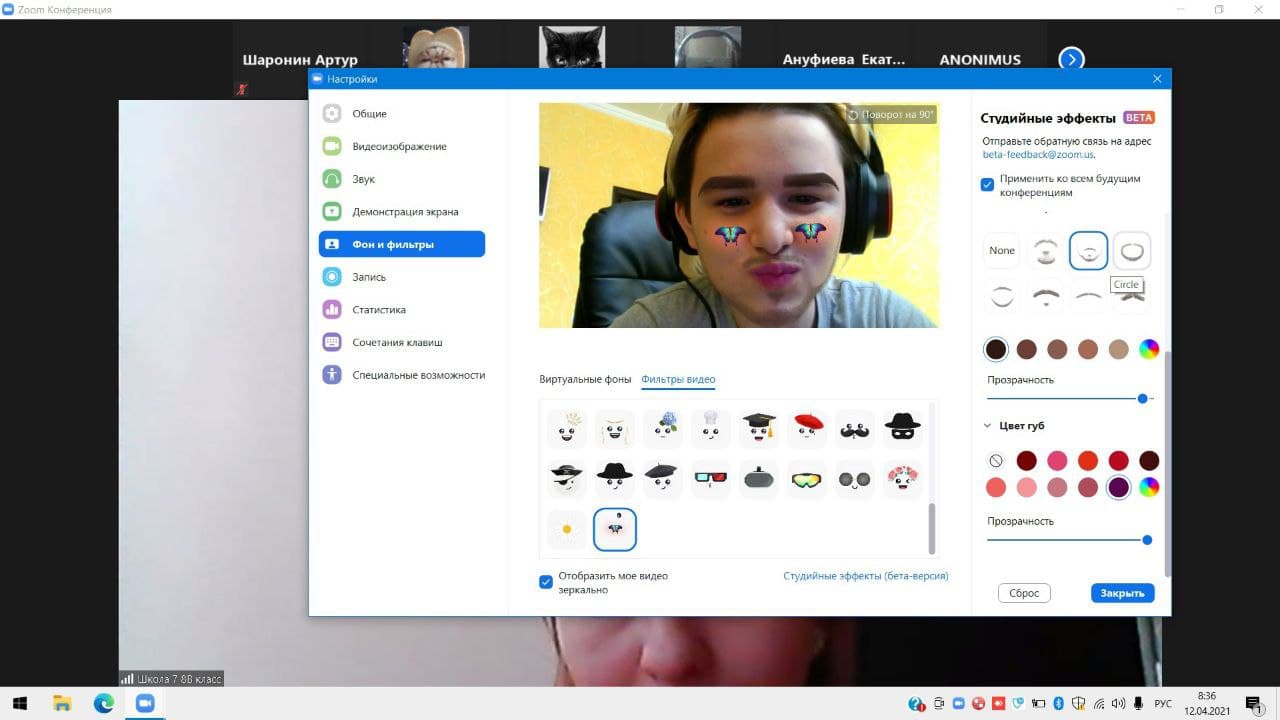 Zoom Конференция
Шаронин Артур
Ануфиева Екат...
ANONIMUS
Настройки
Общие
Видеоизображение
Звук
Демонстрация экрана
Фон и фильтры
Запись
Статистика
Сочетания клавиш
Специальные возможности
Поворот на 90°
Виртуальные фоны
Фильтры видео
Отобразить мое видео
зеркально
Студийные эффекты (бета-версия)
Студийные эффекты BETA
Отправьте обратную связь на адрес
beta-feedback@zoom.us.
Применить ко всем будущим
конференциям
None
Circle
Прозрачность
Цвет губ
Прозрачность
Сброс
Закрыть
Школа 7 8В класс
РУС
8:36
12.04.2021
1